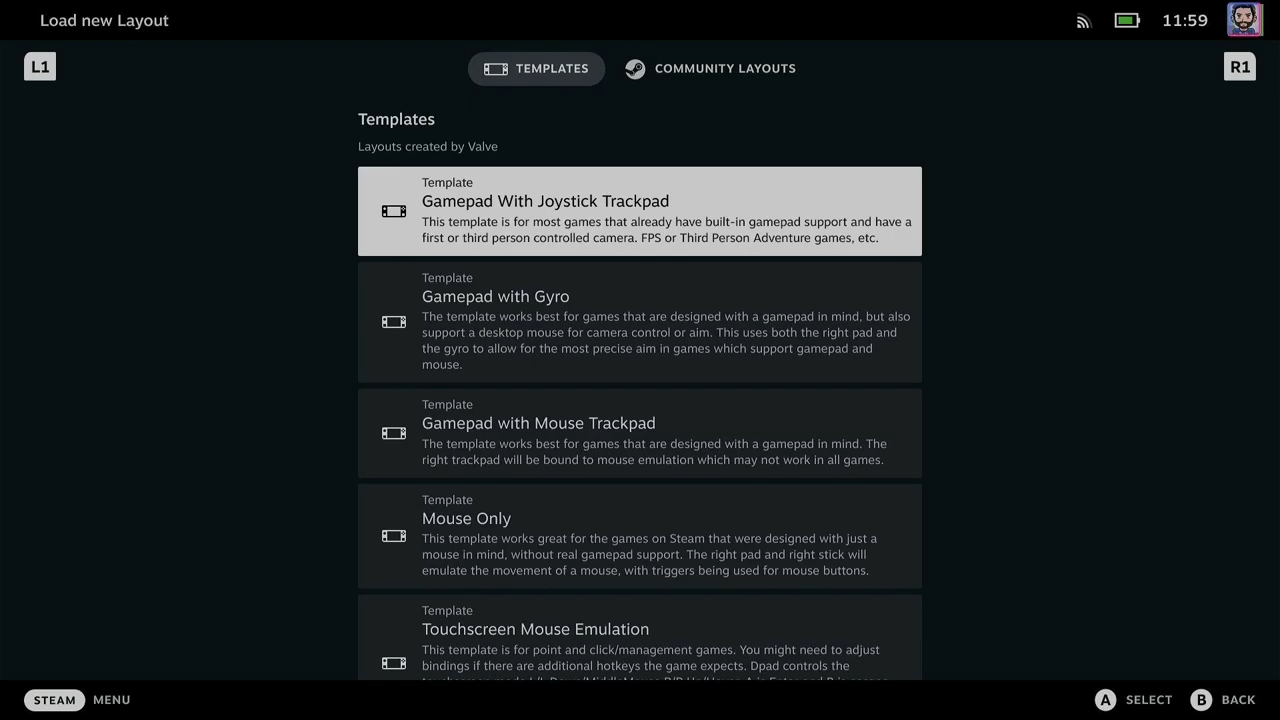 Load new Layout
11:59
L1
TEMPLATES
COMMUNITY LAYOUTS
R1
Templates
Layouts created by Valve
Template
Gamepad With Joystick Trackpad
This template is for most games that already have built-in gamepad support and have a
first or third person controlled camera. FPS or Third Person Adventure games, etc.
Template
Gamepad with Gyro
The template works best for games that are designed with a gamepad in mind, but also
support a desktop mouse for camera control or aim. This uses both the right pad and
the gyro to allow for the most precise aim in games which support gamepad and
mouse.
Template
Gamepad with Mouse Trackpad
The template works best for games that are designed with a gamepad in mind. The
right trackpad will be bound to mouse emulation which may not work in all games.
Template
Mouse Only
This template works great for the games on Steam that were designed with just a
mouse in mind, without real gamepad support. The right pad and right stick will
emulate the movement of a mouse, with triggers being used for mouse buttons.
Template
Touchscreen Mouse Emulation
This template is for point and click/management games. You might need to adjust
bindings if there are additional hotkeys the game expects. Dpad controls the
STEAM MENU
A SELECT B BACK